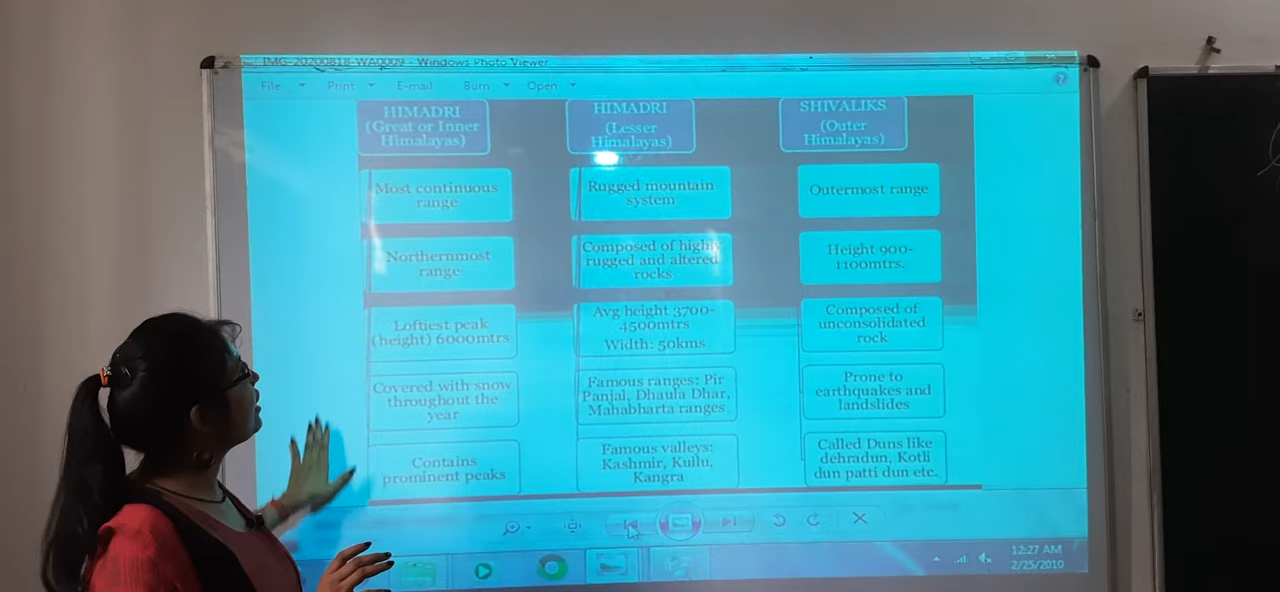 IMG-20200818-WA0009 - Windows Photo Viewer
File Print E-mail Burn Open
HIMADRI
(Great or Inner
Himalayas)
Most continuous
range
Northernmost
range
Loftiest peak
(height) 6000mtrs
Covered with snow
throughout the
year
Contains
prominent peaks
HIMADRI
(Lesser
Himalayas)
Rugged mountain
system
Composed of highly
rugged and altered
rocks
Avg height 3700-
4500mtrs
Width: 50kms
Famous ranges: Pir
Panjal, Dhaula Dhar,
Mahabharta ranges
Famous valleys:
Kashmir, Kullu,
Kangra
SHIVALIKS
(Outer
Himalayas)
Outermost range
Height 900-
1100mtrs.
Composed of
unconsolidated
rock
Prone to
earthquakes and
landslides
Called Duns like
dehradun, Kotli
dun patti dun etc.
12:27 AM
2/25/2010